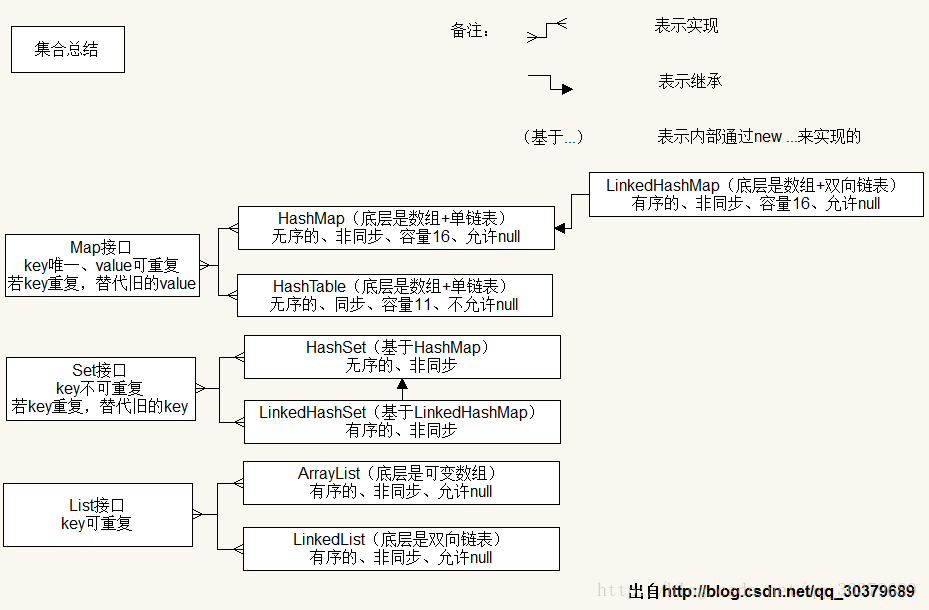 集合总结
备注：
表示实现
表示继承
（基于...）
表示内部通过new ...来实现的
LinkedHashMap（底层是数组+双向链表）
有序的、非同步、容量16、允许null
HashMap（底层是数组+单链表）
无序的、非同步、容量16、允许null
Map接口
key唯一、value可重复
若key重复，替代旧的value
HashTable（底层是数组+单链表）
无序的、同步、容量11、不允许null
HashSet（基于HashMap）
无序的、非同步
Set接口
key不可重复
若key重复，替代旧的key
LinkedHashSet（基于LinkedHashMap）
有序的、非同步
ArrayList（底层是可变数组）
有序的、非同步、允许null
List接口
key可重复
LinkedList（底层是双向链表）
有序的、非同步、允许null
出自http://blog.csdn.net/qq_30379689